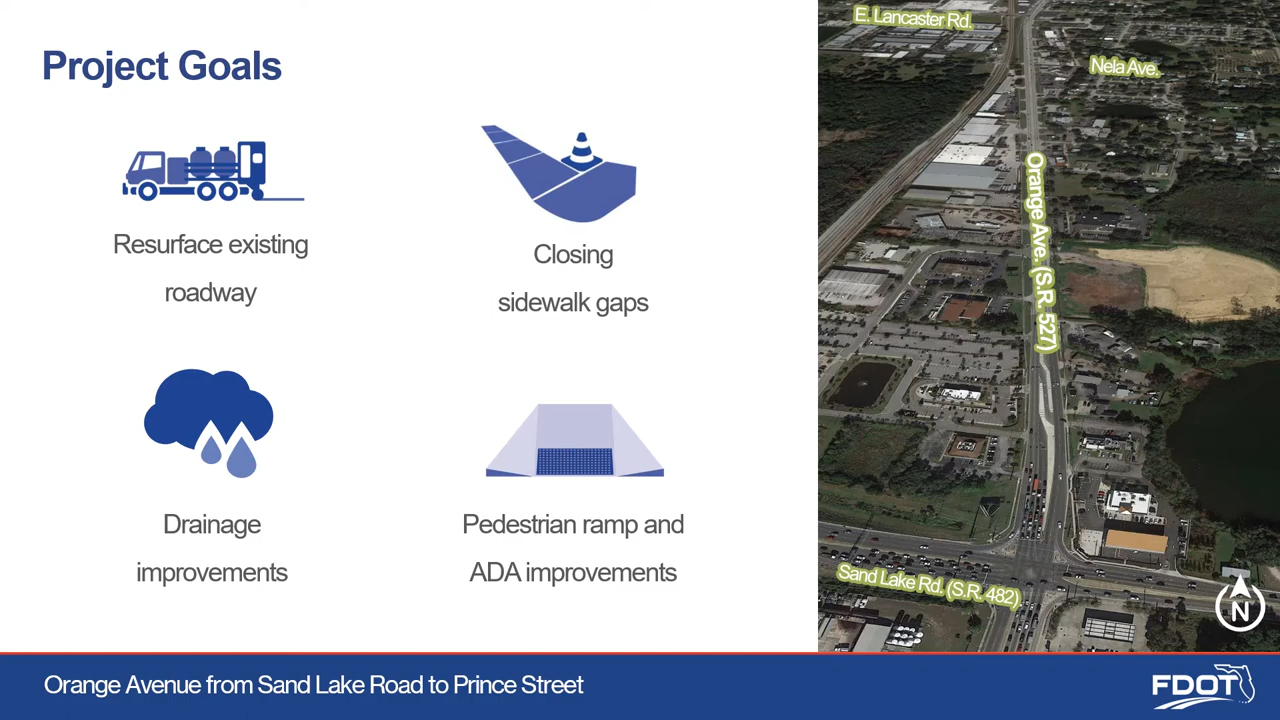 Project Goals
Resurface existing
roadway
Closing
sidewalk gaps
Drainage
improvements
Pedestrian ramp and
ADA improvements
E. Lancaster Rd.
Nela Ave.
Orange Ave. (S.R. 527)
Sand Lake Rd. (S.R. 482)
N
Orange Avenue from Sand Lake Road to Prince Street
FDOT